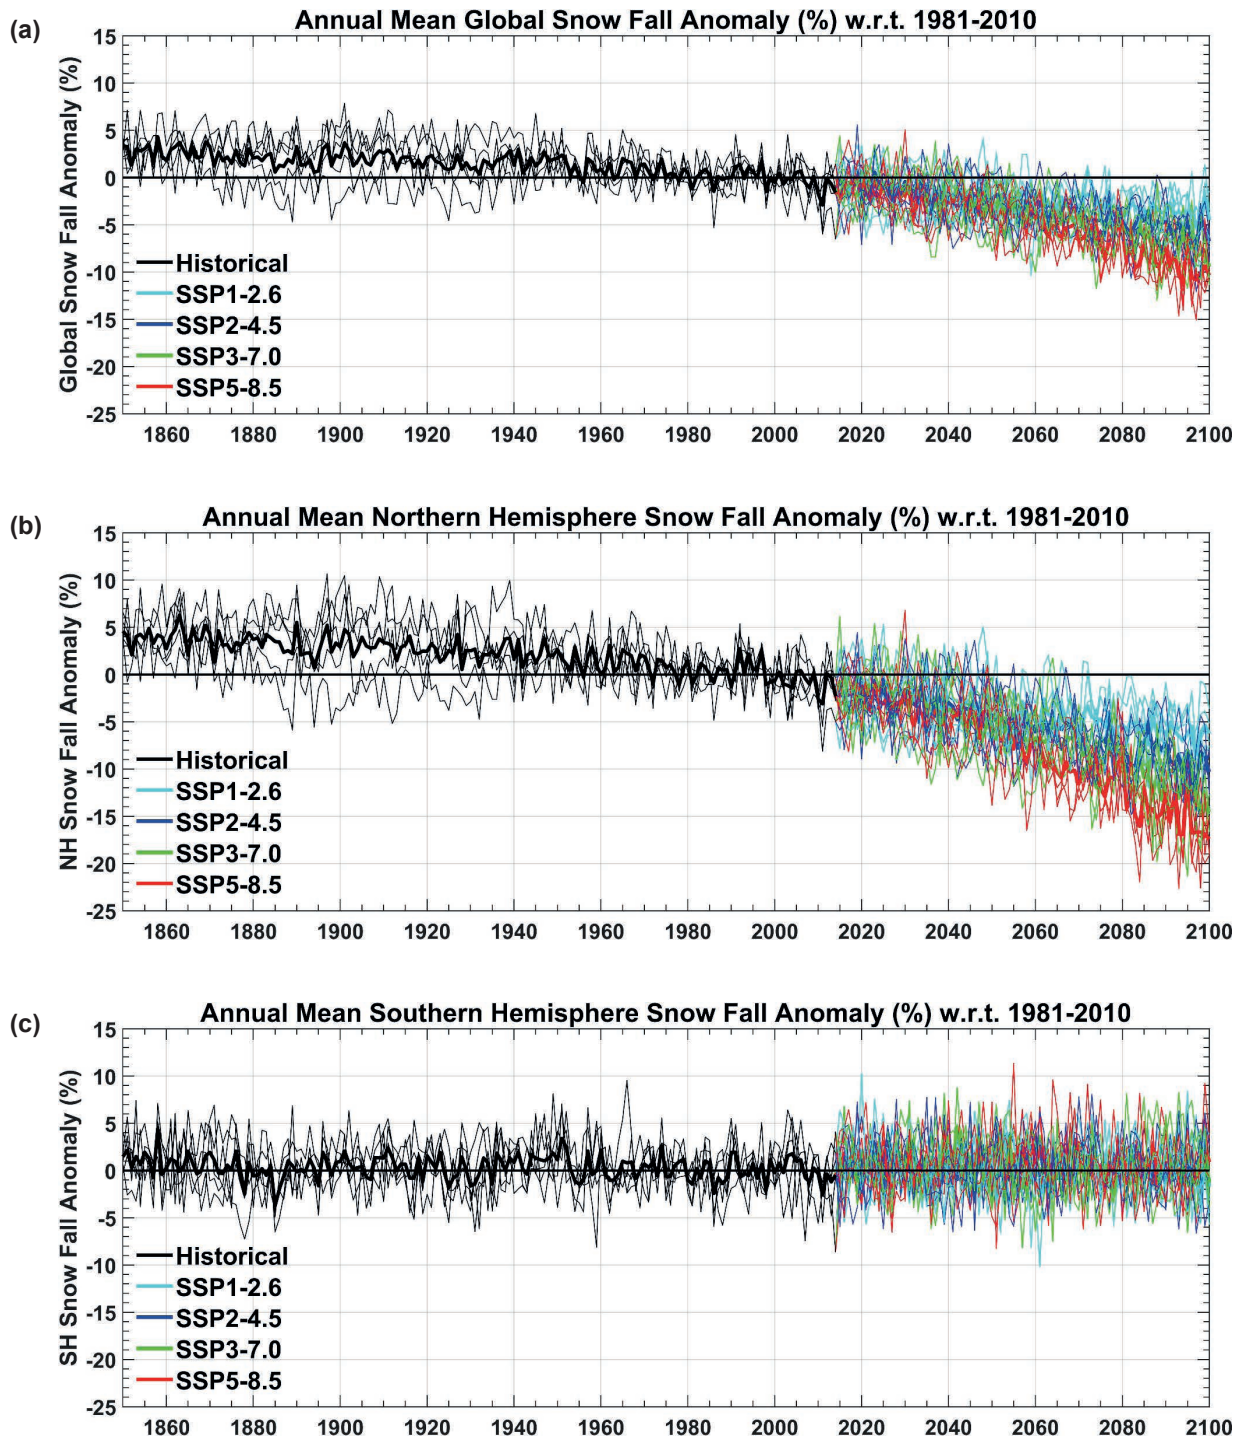 (a)
Annual Mean Global Snow Fall Anomaly (%) w.r.t. 1981-2010
Global Snow Fall Anomaly (%)
15
10
5
0
-5
-10
-15
-20
-25
Historical
SSP1-2.6
SSP2-4.5
SSP3-7.0
SSP5-8.5
1860 1880 1900 1920 1940 1960 1980 2000 2020 2040 2060 2080 2100
(b)
Annual Mean Northern Hemisphere Snow Fall Anomaly (%) w.r.t. 1981-2010
NH Snow Fall Anomaly (%)
15
10
5
0
-5
-10
-15
-20
-25
Historical
SSP1-2.6
SSP2-4.5
SSP3-7.0
SSP5-8.5
1860 1880 1900 1920 1940 1960 1980 2000 2020 2040 2060 2080 2100
(c)
Annual Mean Southern Hemisphere Snow Fall Anomaly (%) w.r.t. 1981-2010
SH Snow Fall Anomaly (%)
15
10
5
0
-5
-10
-15
-20
-25
Historical
SSP1-2.6
SSP2-4.5
SSP3-7.0
SSP5-8.5
1860 1880 1900 1920 1940 1960 1980 2000 2020 2040 2060 2080 2100